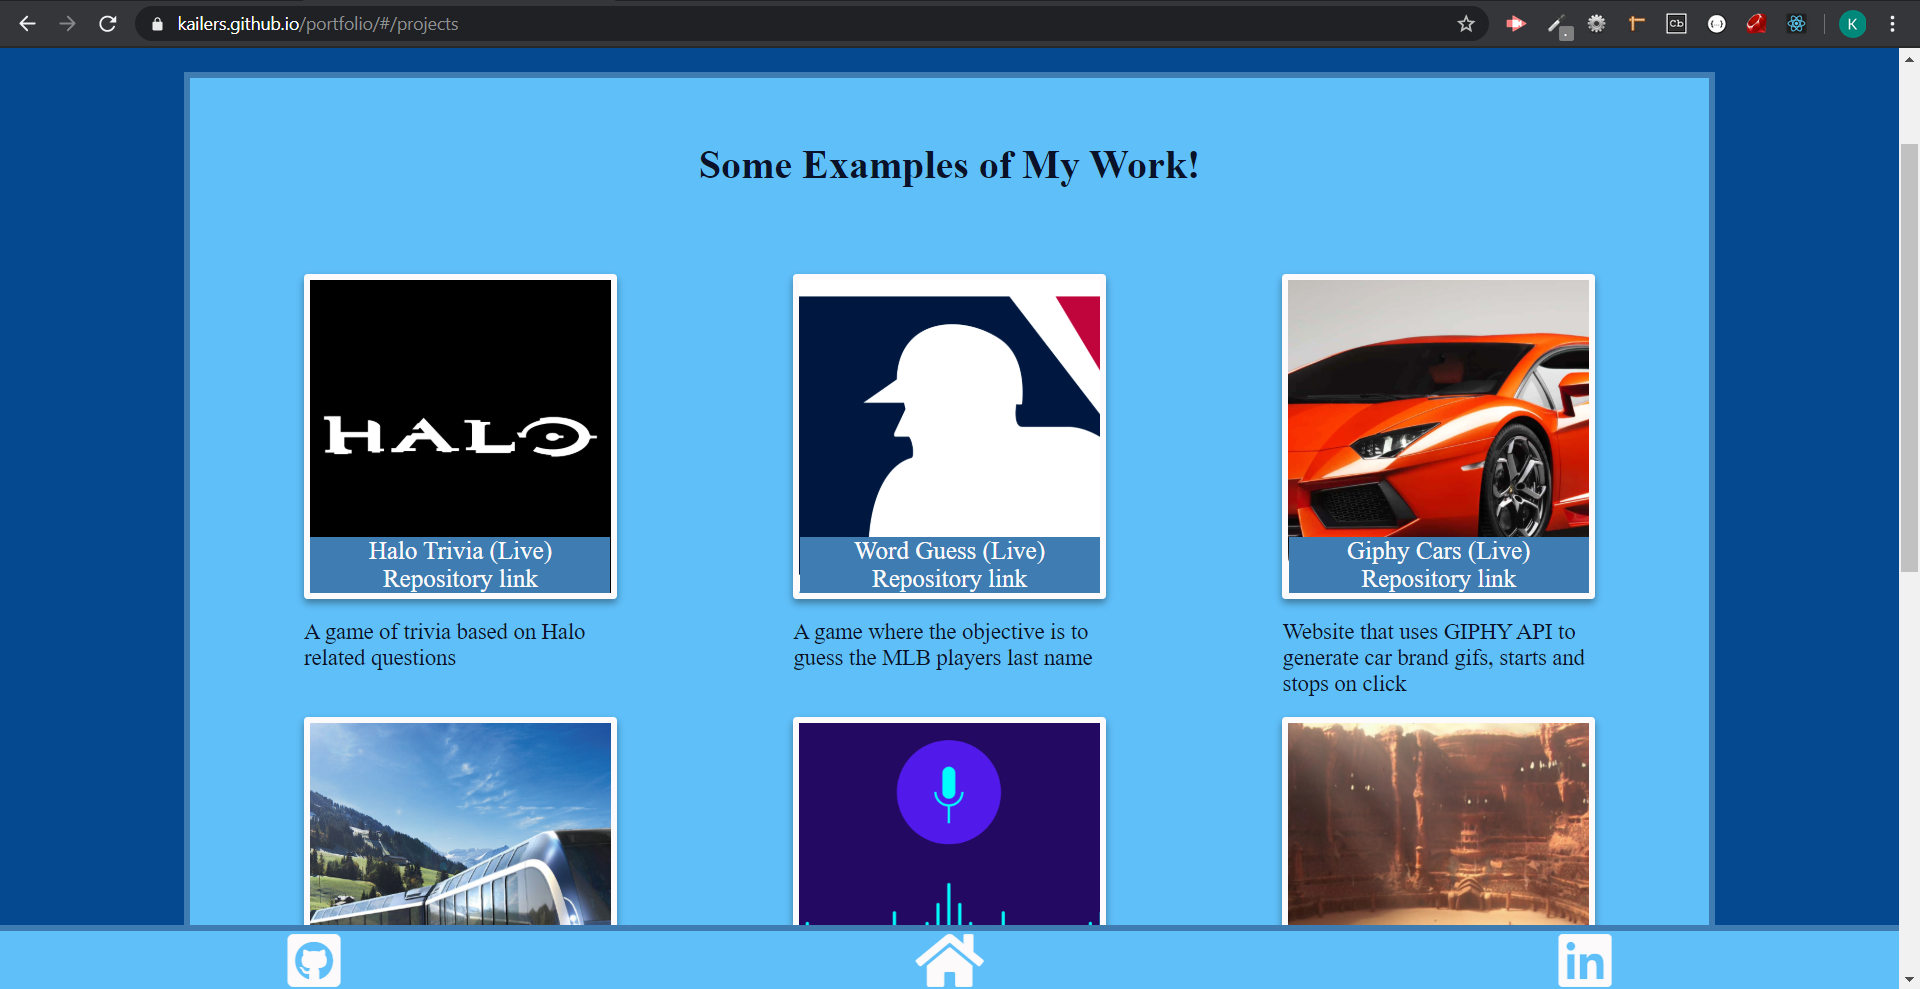 kailers.github.io/portfolio/#/projects
Cb
K
Some Examples of My Work!
HALO
Halo Trivia (Live)
Repository link
Word Guess (Live)
Repository link
Giphy Cars (Live)
Repository link
A game of trivia based on Halo
related questions
A game where the objective is to
guess the MLB players last name
Website that uses GIPHY API to
generate car brand gifs, starts and
stops on click
in